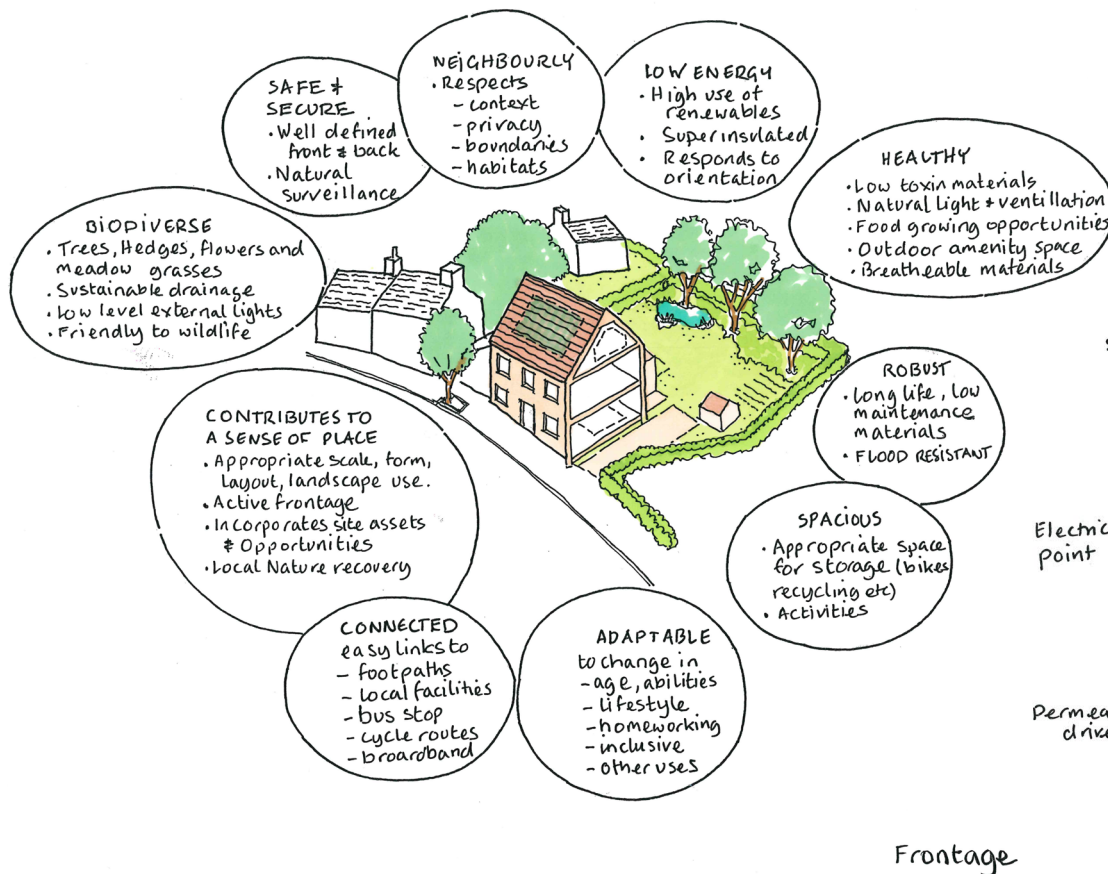 SAFE &
SECURE
• Well defined
front & back
• Natural
surveillance
NEIGHBOURLY
• Respects
- context
- privacy
- boundaries
- habitats
LOW ENERGY
• High use of
renewables
• Superinsulated
• Responds to
orientation
HEALTHY
• Low toxin materials
• Natural Light & ventillation
• Food growing opportunities
• Outdoor amenity space
• Breatheable materials
BIODIVERSE
• Trees, Hedges, flowers and
meadow grasses
• Sustainable drainage
• Low level external lights
• Friendly to wildlife
ROBUST
• Long life, low
maintenance
materials
• FLOOD RESISTANT
CONTRIBUTES TO
A SENSE OF PLACE
• Appropriate scale, form,
layout, landscape use.
• Active frontage
• Incorporates site assets
& Opportunities
• Local Nature recovery
SPACIOUS
• Appropriate space
for storage (bikes
recycling etc)
• Activities
CONNECTED
easy links to
- footpaths
- local facilities
- bus stop
- cycle routes
- broardband
ADAPTABLE
to change in
- age, abilities
- lifestyle
- homeworking
- inclusive
- other uses
Electric
point
Permea
drive
Frontage